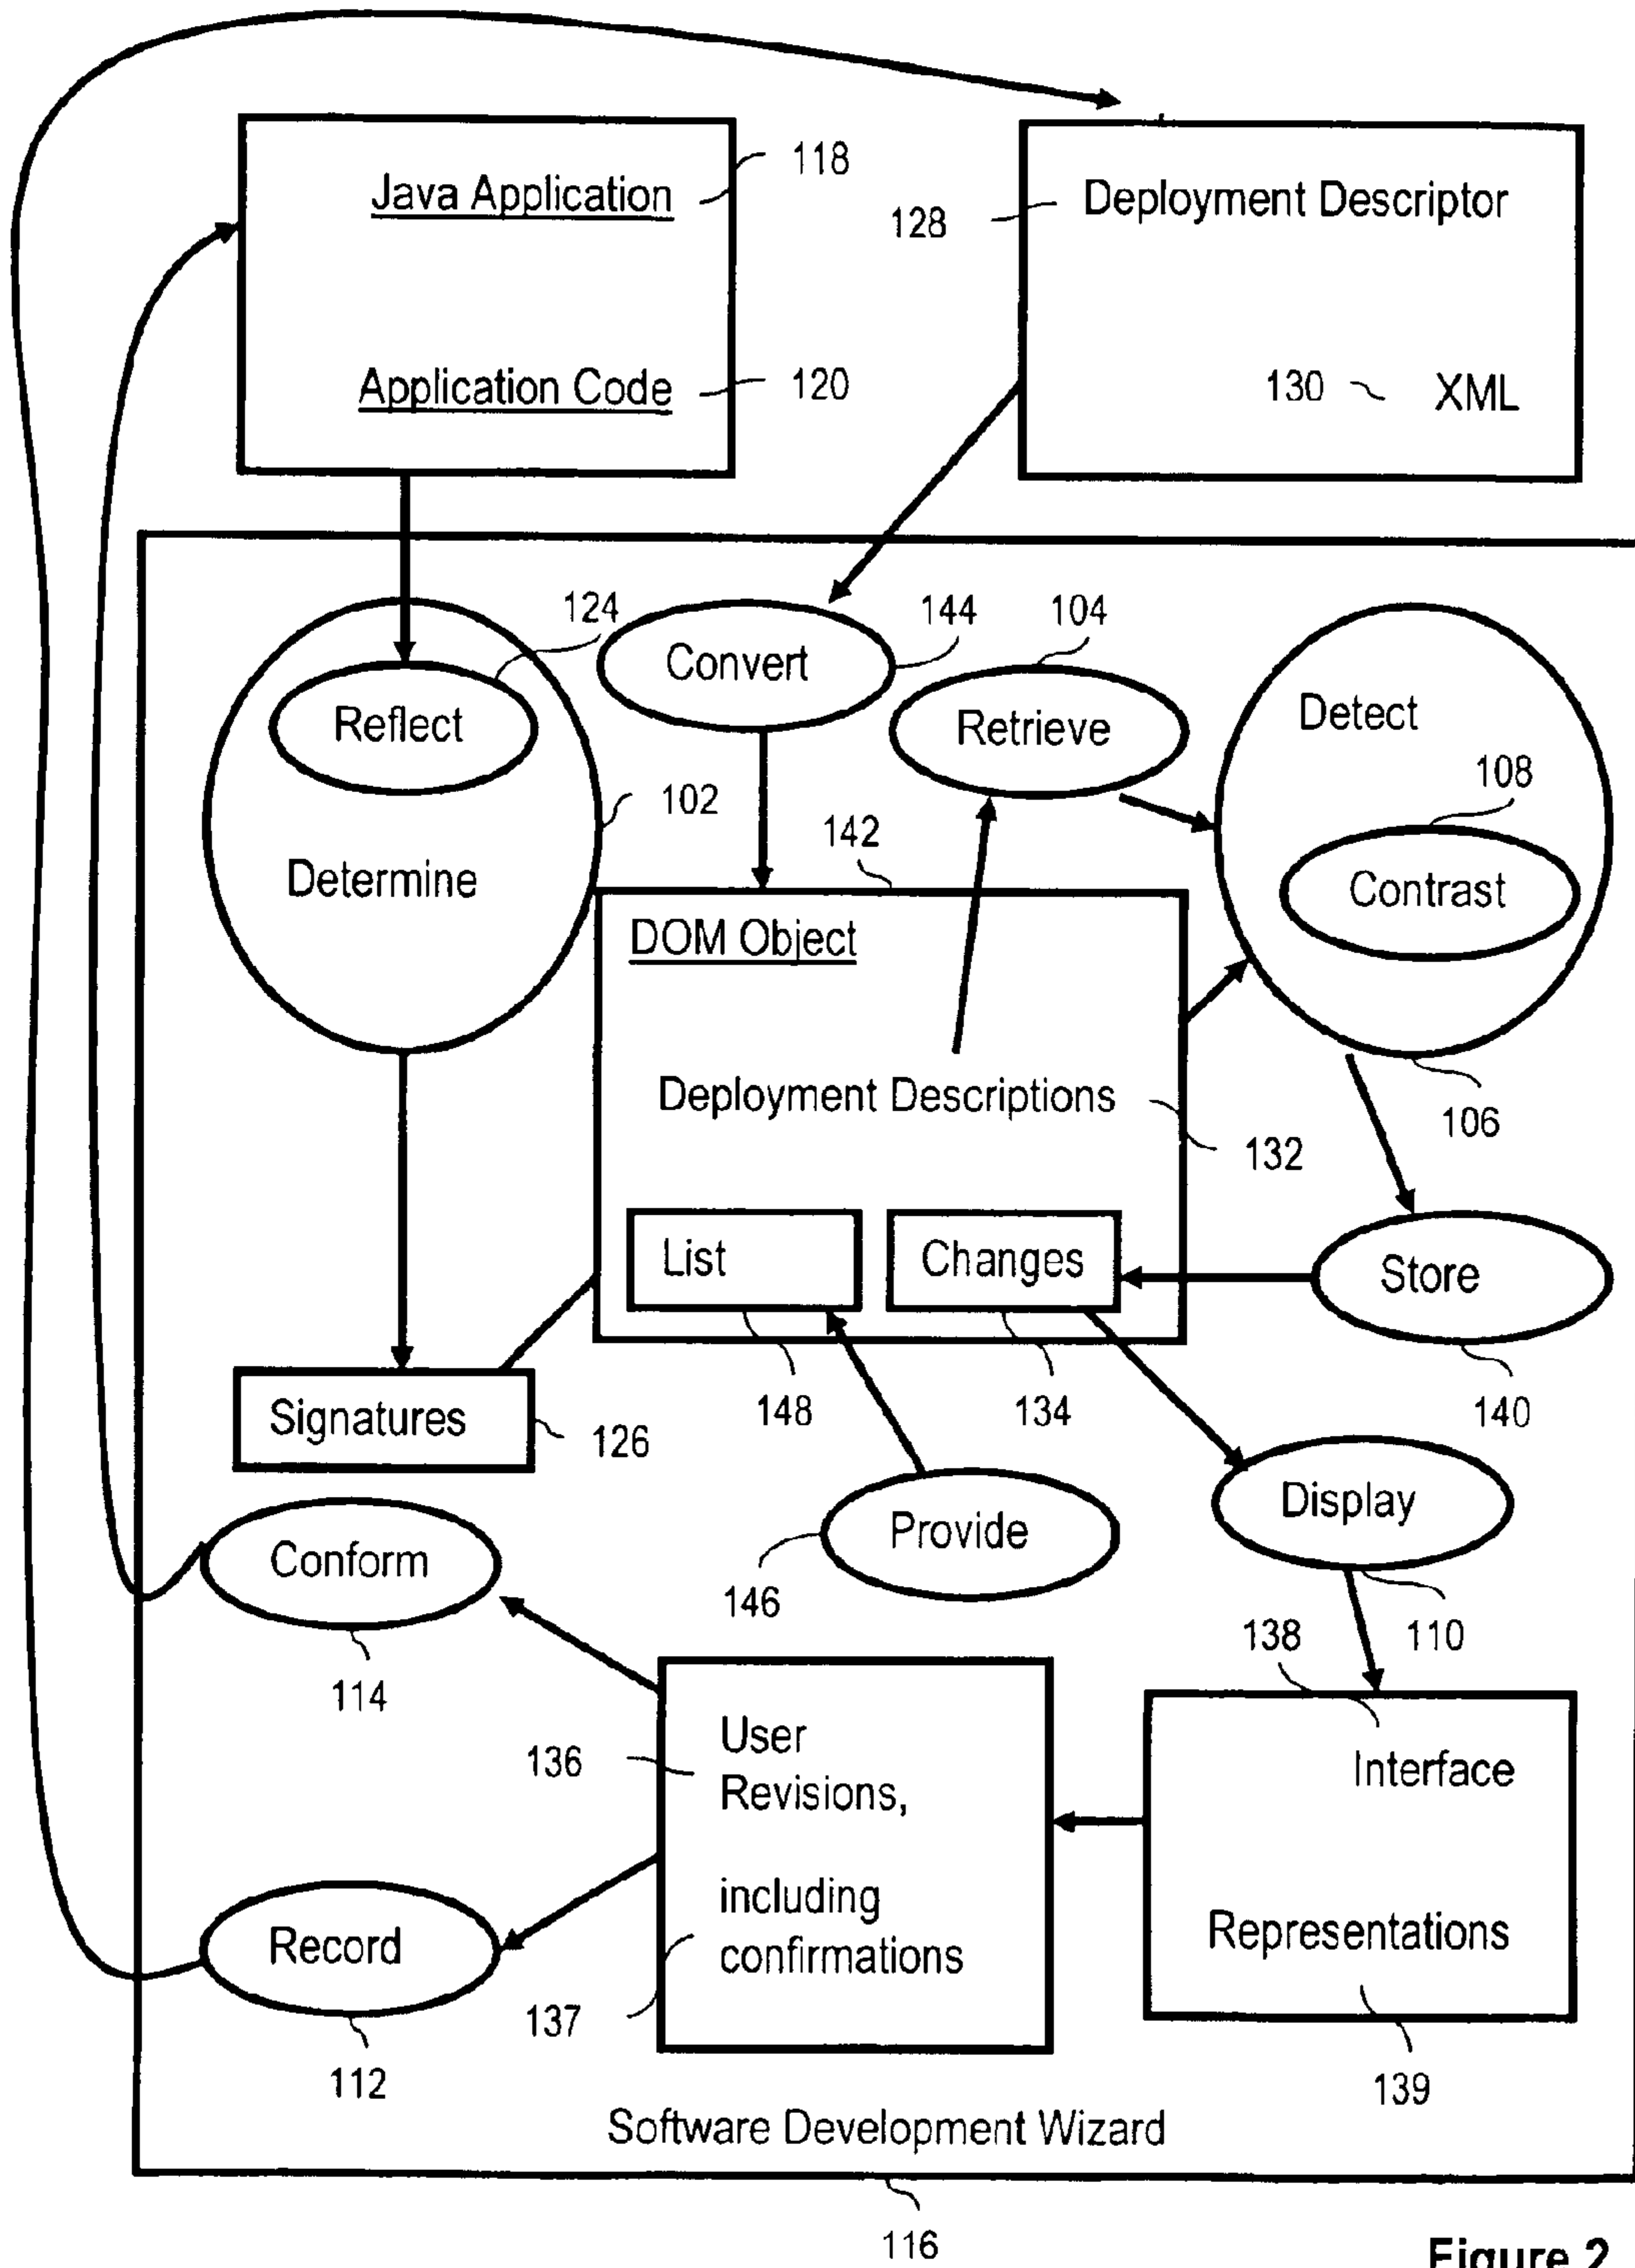 Java Application
118
Deployment Descriptor
128
Application Code
120
130
XML
124
144
104
Convert
Reflect
Retrieve
Detect
108
102
142
Determine
Contrast
DOM Object
Deployment Descriptions
106
132
List
Changes
Store
148
134
140
Signatures
126
Display
Provide
Conform
146
110
138
114
136
User
Revisions,
Interface
including
confirmations
Representations
Record
137
112
139
Software Development Wizard
116
Figure 2